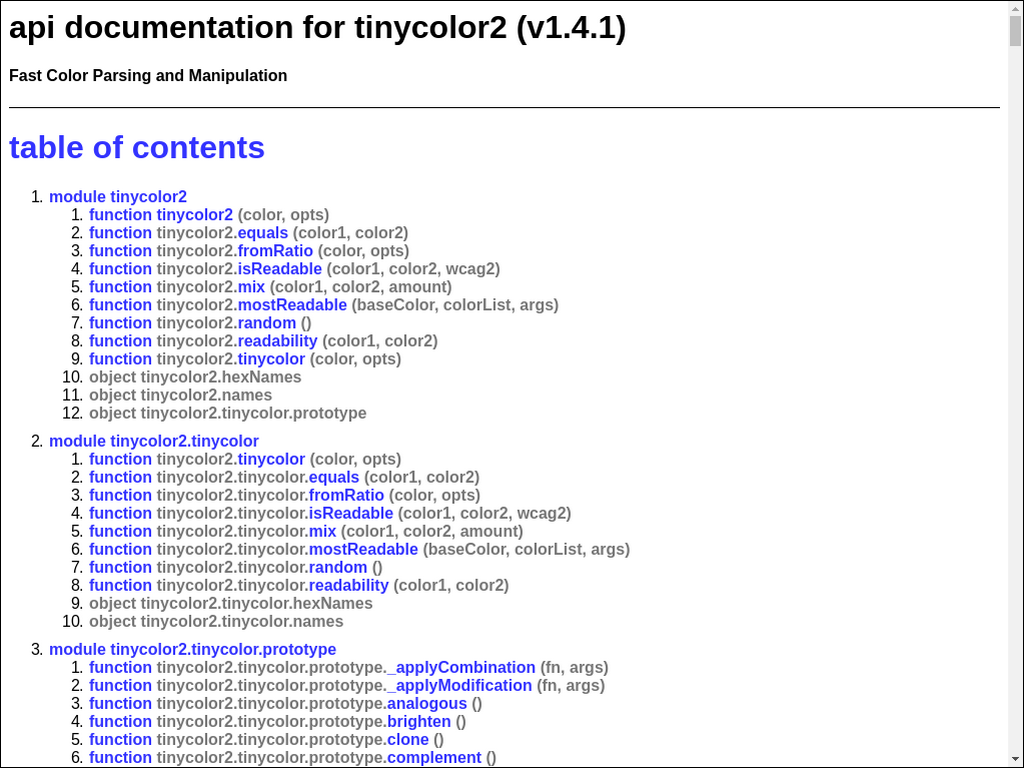 api documentation for tinycolor2 (v1.4.1)
Fast Color Parsing and Manipulation
table of contents
1. module tinycolor2
1. function tinycolor2 (color, opts)
2. function tinycolor2.equals (color1, color2)
3. function tinycolor2.fromRatio (color, opts)
4. function tinycolor2.isReadable (color1, color2, wcag2)
5. function tinycolor2.mix (color1, color2, amount)
6. function tinycolor2.mostReadable (baseColor, colorList, args)
7. function tinycolor2.random ()
8. function tinycolor2.readability (color1, color2)
9. function tinycolor2.tinycolor (color, opts)
10. object tinycolor2.hexNames
11. object tinycolor2.names
12. object tinycolor2.tinycolor.prototype
2. module tinycolor2.tinycolor
1. function tinycolor2.tinycolor (color, opts)
2. function tinycolor2.tinycolor.equals (color1, color2)
3. function tinycolor2.tinycolor.fromRatio (color, opts)
4. function tinycolor2.tinycolor.isReadable (color1, color2, wcag2)
5. function tinycolor2.tinycolor.mix (color1, color2, amount)
6. function tinycolor2.tinycolor.mostReadable (baseColor, colorList, args)
7. function tinycolor2.tinycolor.random ()
8. function tinycolor2.tinycolor.readability (color1, color2)
9. object tinycolor2.tinycolor.hexNames
10. object tinycolor2.tinycolor.names
3. module tinycolor2.tinycolor.prototype
1. function tinycolor2.tinycolor.prototype._applyCombination (fn, args)
2. function tinycolor2.tinycolor.prototype._applyModification (fn, args)
3. function tinycolor2.tinycolor.prototype.analogous ()
4. function tinycolor2.tinycolor.prototype.brighten ()
5. function tinycolor2.tinycolor.prototype.clone ()
6. function tinycolor2.tinycolor.prototype.complement ()